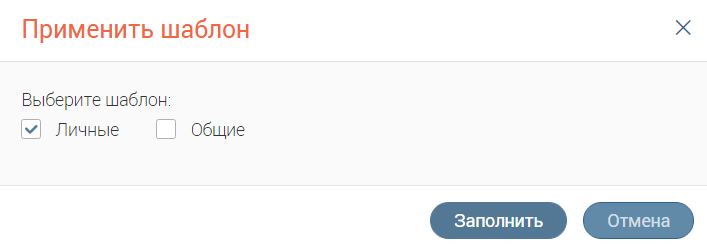 Применить шаблон
Выберите шаблон:
Личные Общие
Заполнить Отмена